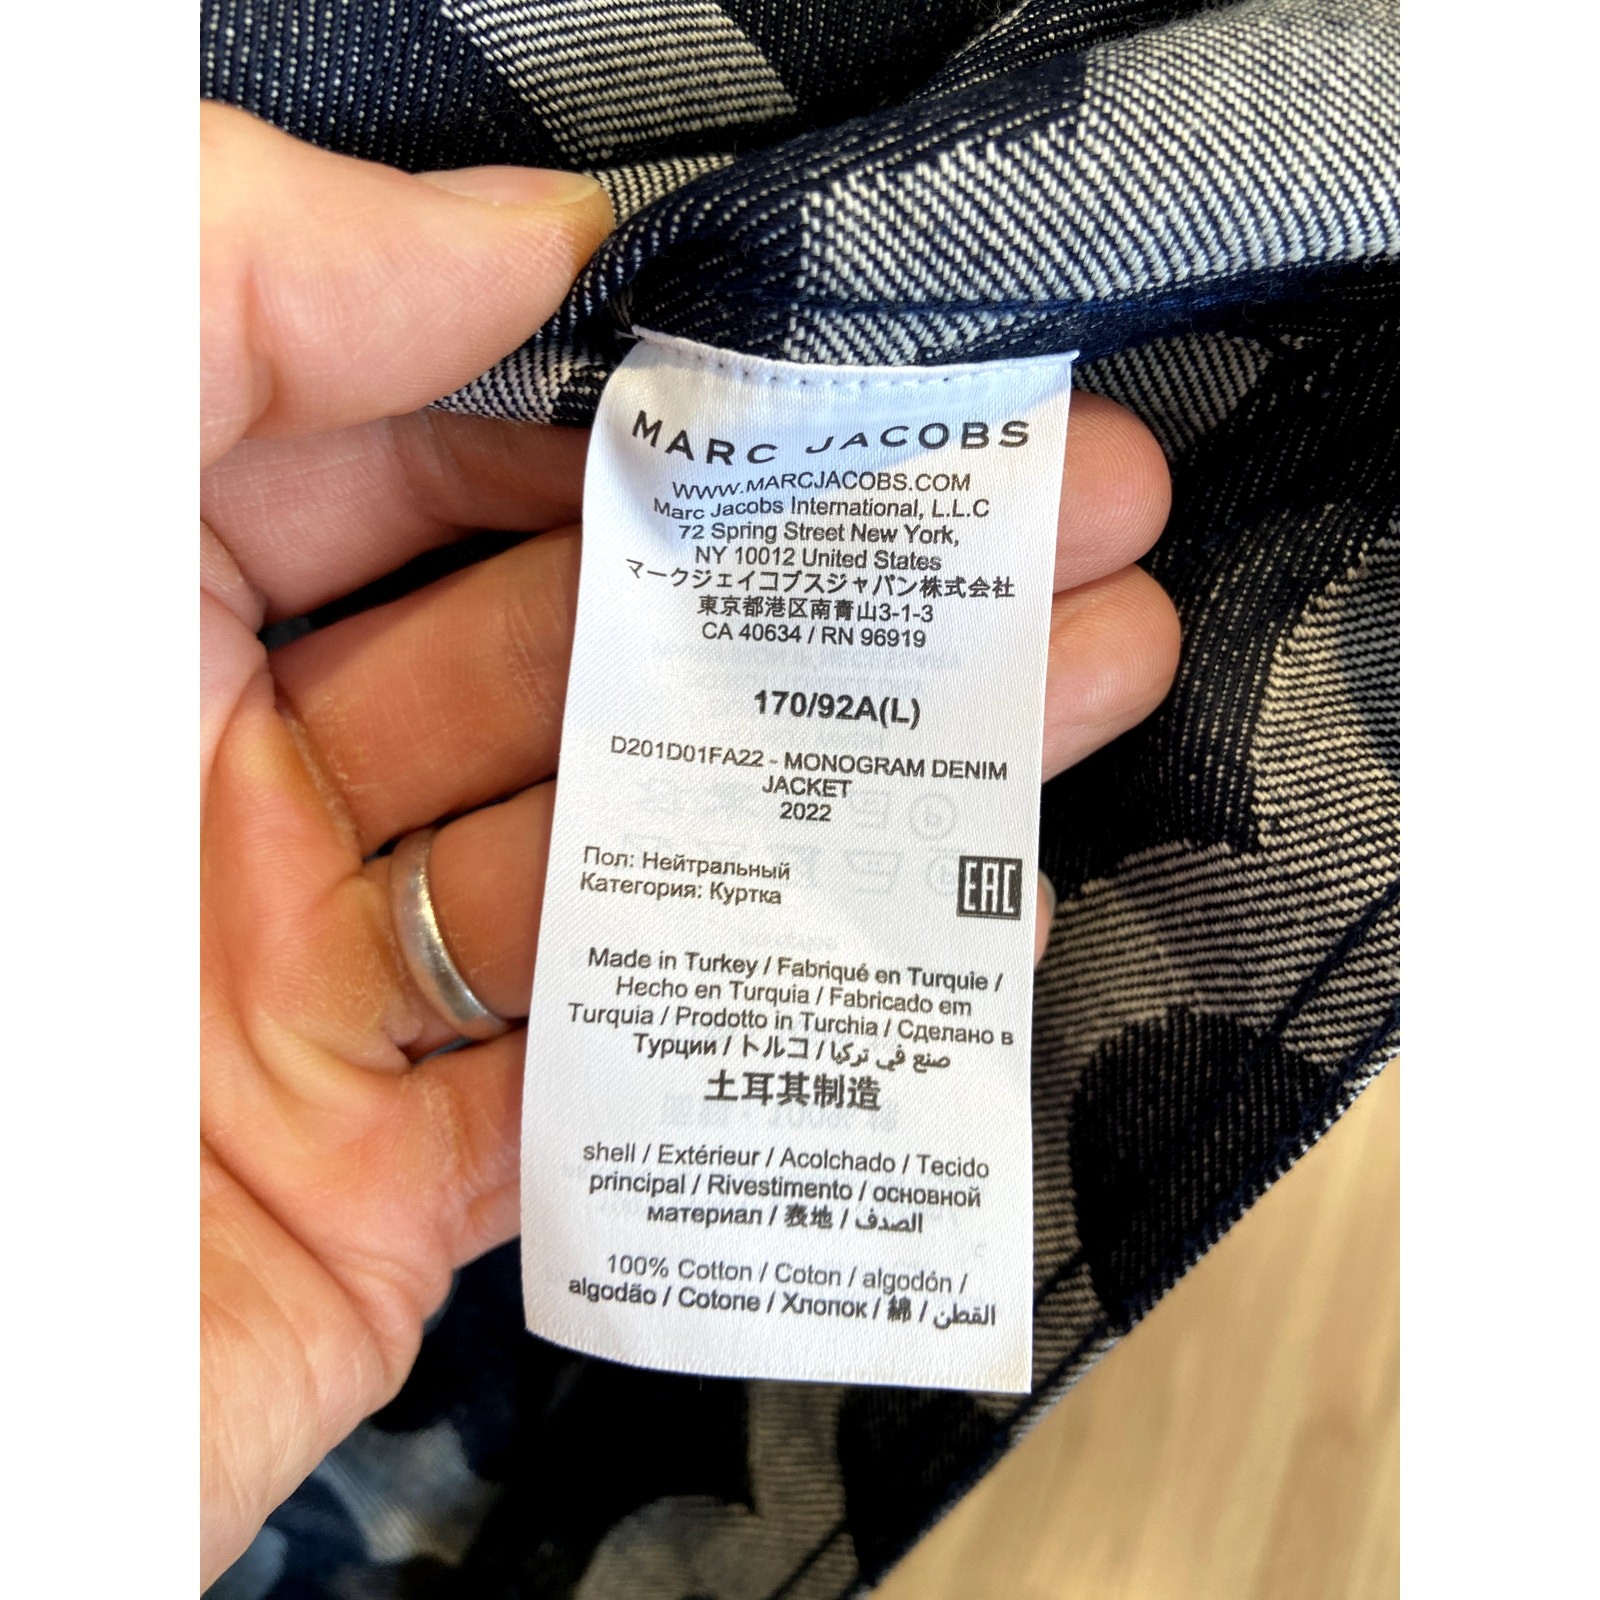 MARC JACOBS
WWW.MARCJACOBS.COM
Marc Jacobs International, L.L.C
72 Spring Street New York,
NY 10012 United States
マークジェイコブスジャパン株式会社
東京都港区南青山3-1-3
CA 40634 / RN 96919
170/92A(L)
D201D01FA22 - MONOGRAM DENIM
JACKET
2022
Пол: Нейтральный
Категория: Куртка
EAC
Made in Turkey / Fabriqué en Turquie /
Hecho en Turquia / Fabricado em
Turquia / Prodotto in Turchia / Сделано в
Турции / トルコ / صنع في تركيا
土耳其制造
shell / Extérieur / Acolchado / Tecido
principal / Rivestimento / основной
материал / 表地 / الصدف
100% Cotton / Coton / algodón /
algodão / Cotone / Хлопок / 綿 / القطن